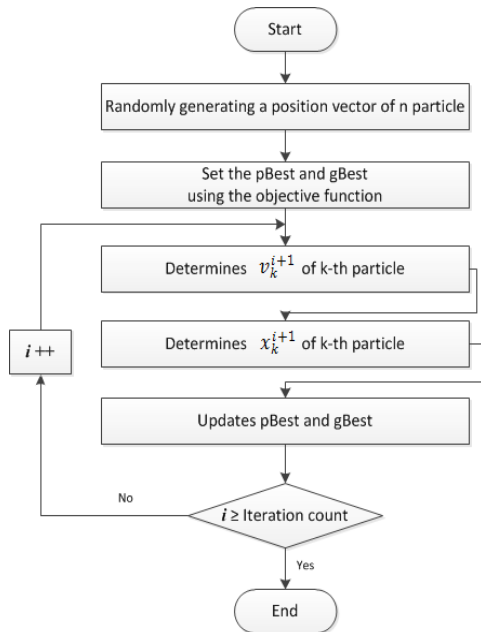 Start
Randomly generating a position vector of n particle
Set the pBest and gBest
using the objective function
Determines $v_k^{i+1}$ of k-th particle
i ++
Determines $x_k^{i+1}$ of k-th particle
Updates pBest and gBest
No
i ≥ Iteration count
Yes
End